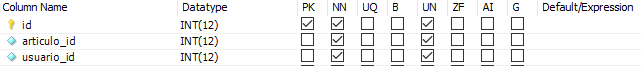 Column Name Datatype PK NN UQ B UN ZF AI G Default/Expression
id INT(12)
articulo_id INT(12)
usuario_id INT(12)